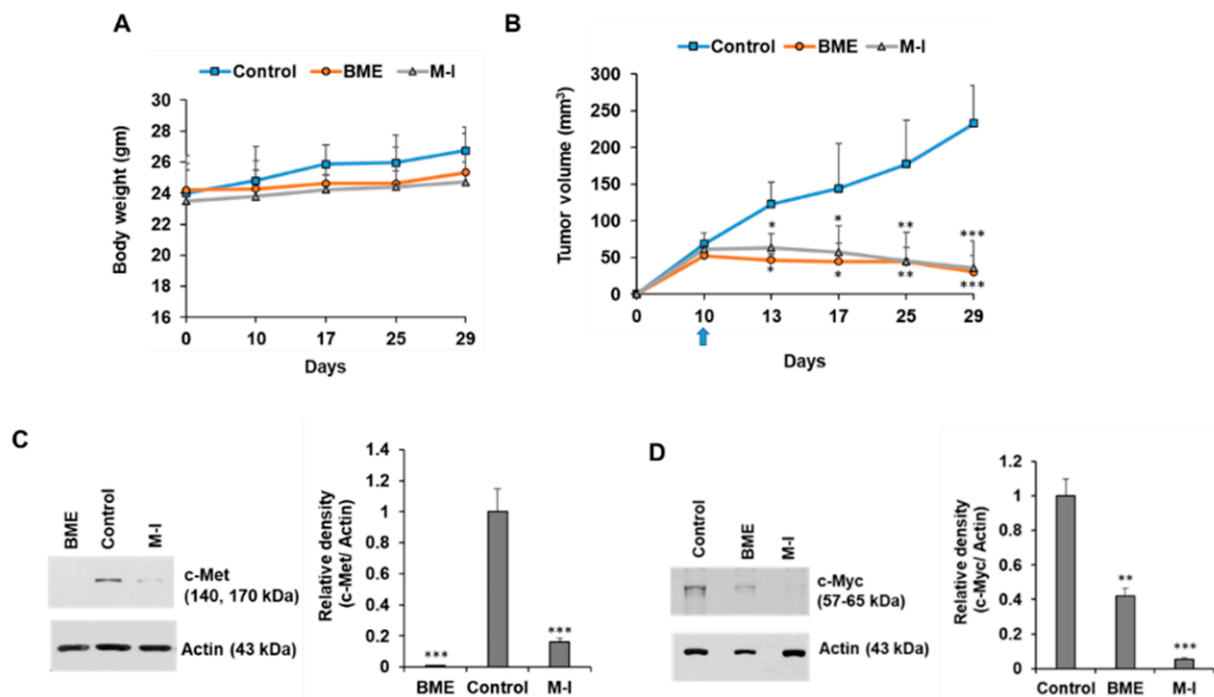 A
Control BME M-I
Body weight (gm)
30
28
26
24
22
20
18
16
0 10 17 25 29
Days
B
Control BME M-I
Tumor volume (mm³)
300
250
200
150
100
50
0
* * ** ***
* * ** ***
0 10 13 17 25 29
Days
C
BME Control M-I
c-Met
(140, 170 kDa)
Actin (43 kDa)
Relative density
(c-Met/ Actin)
1.4
1.2
1
0.8
0.6
0.4
0.2
0
*** ***
BME Control M-I
D
Control BME M-I
c-Myc
(57-65 kDa)
Actin (43 kDa)
Relative density
(c-Myc/ Actin)
1.2
1
0.8
0.6
0.4
0.2
0
** ***
Control BME M-I